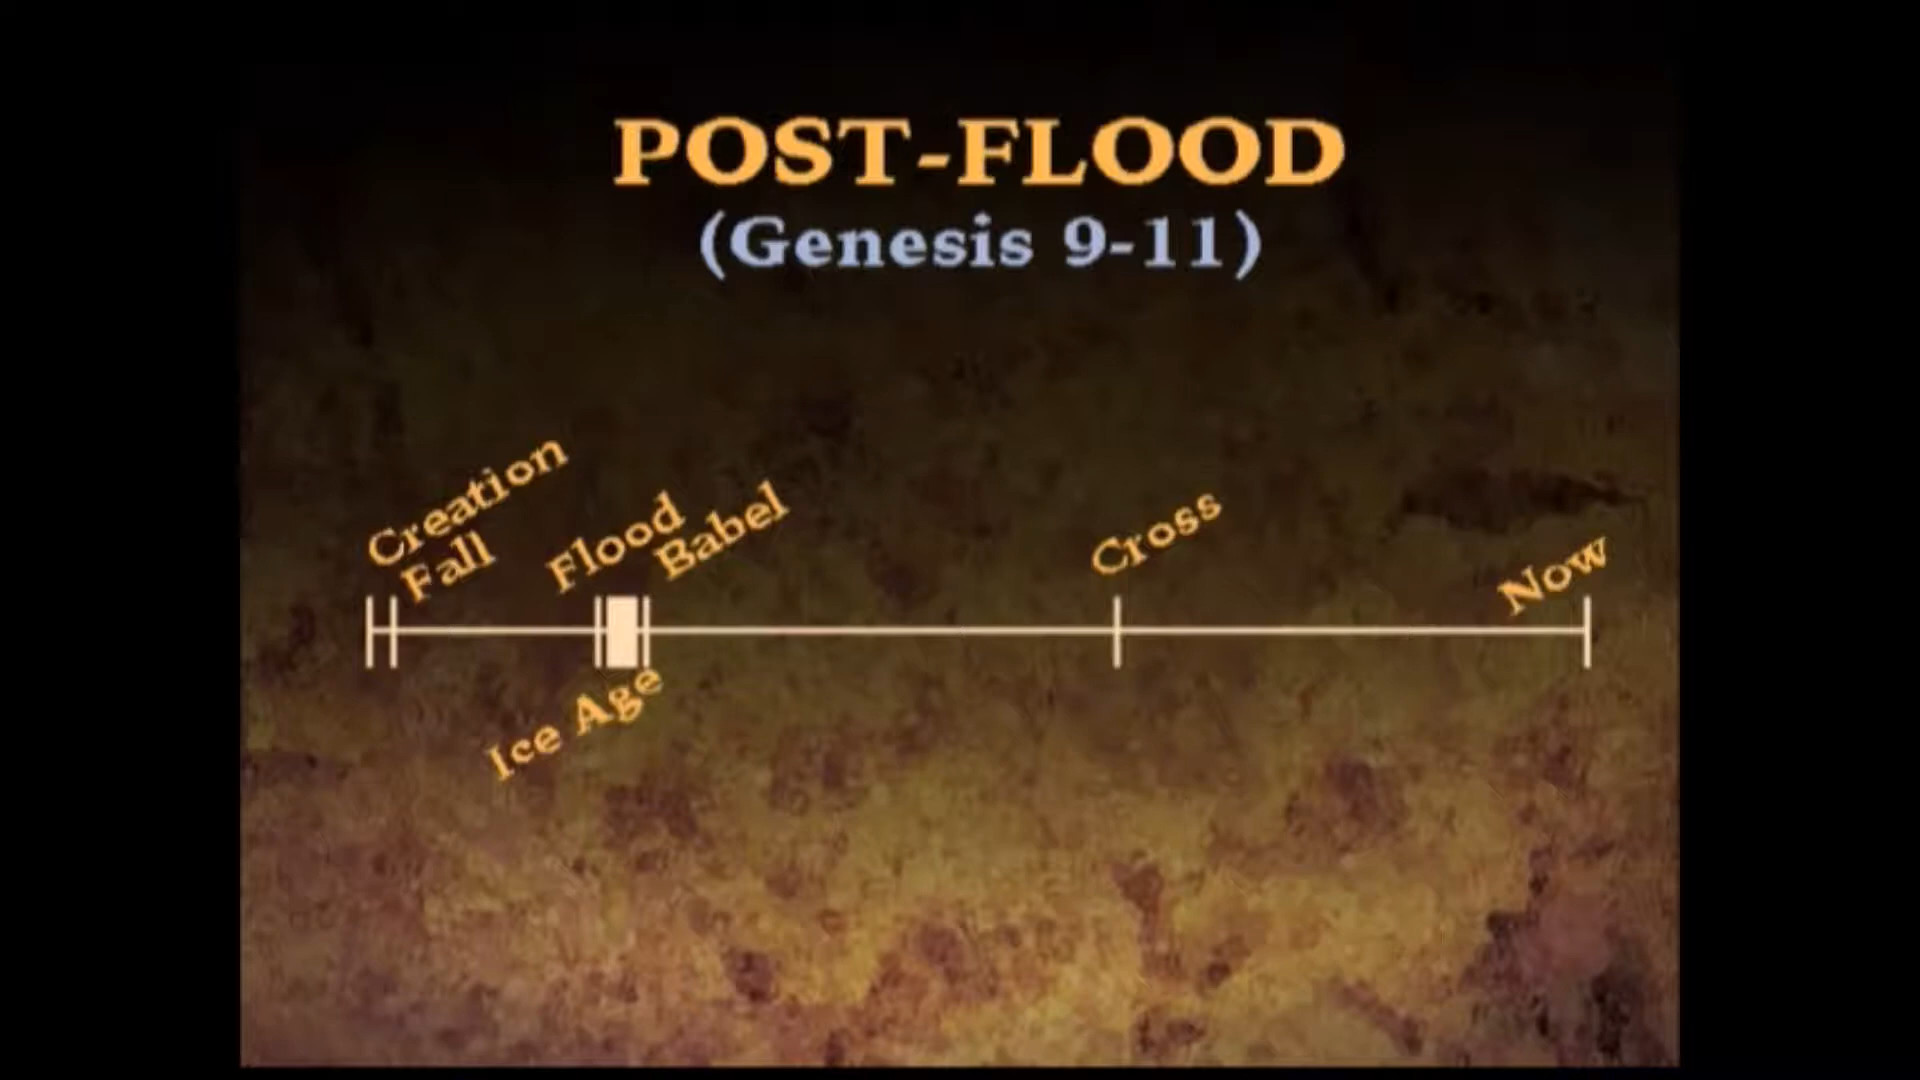 POST-FLOOD
(Genesis 9-11)
Creation
Fall
Flood
Babel
Cross
Now
Ice Age